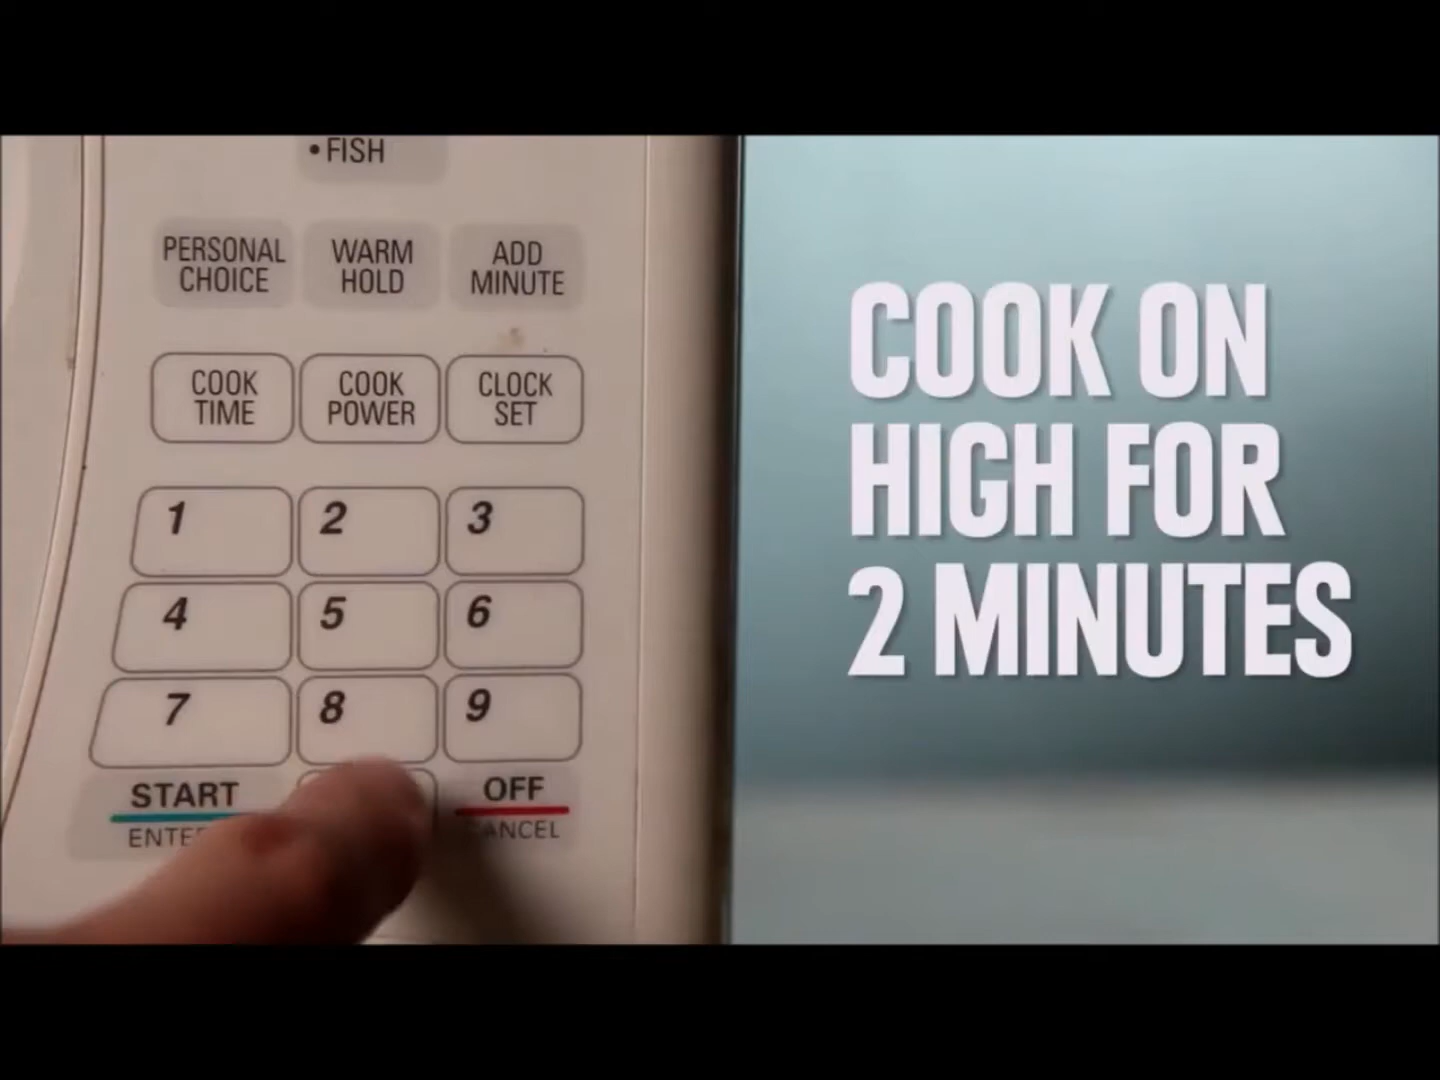 • FISH
PERSONAL CHOICE
WARM HOLD
ADD MINUTE
COOK TIME
COOK POWER
CLOCK SET
1 2 3
4 5 6
7 8 9
START
OFF
COOK ON
HIGH FOR
2 MINUTES